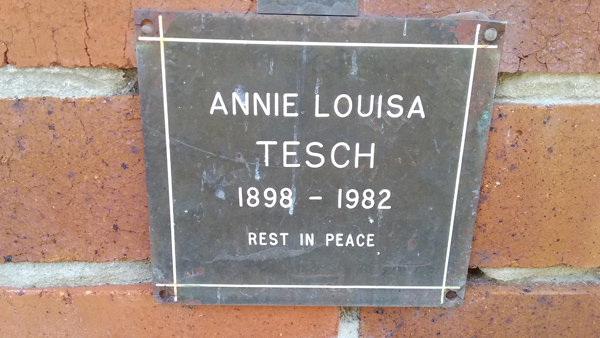 ANNIE LOUISA
TESCH
1898 - 1982
REST IN PEACE